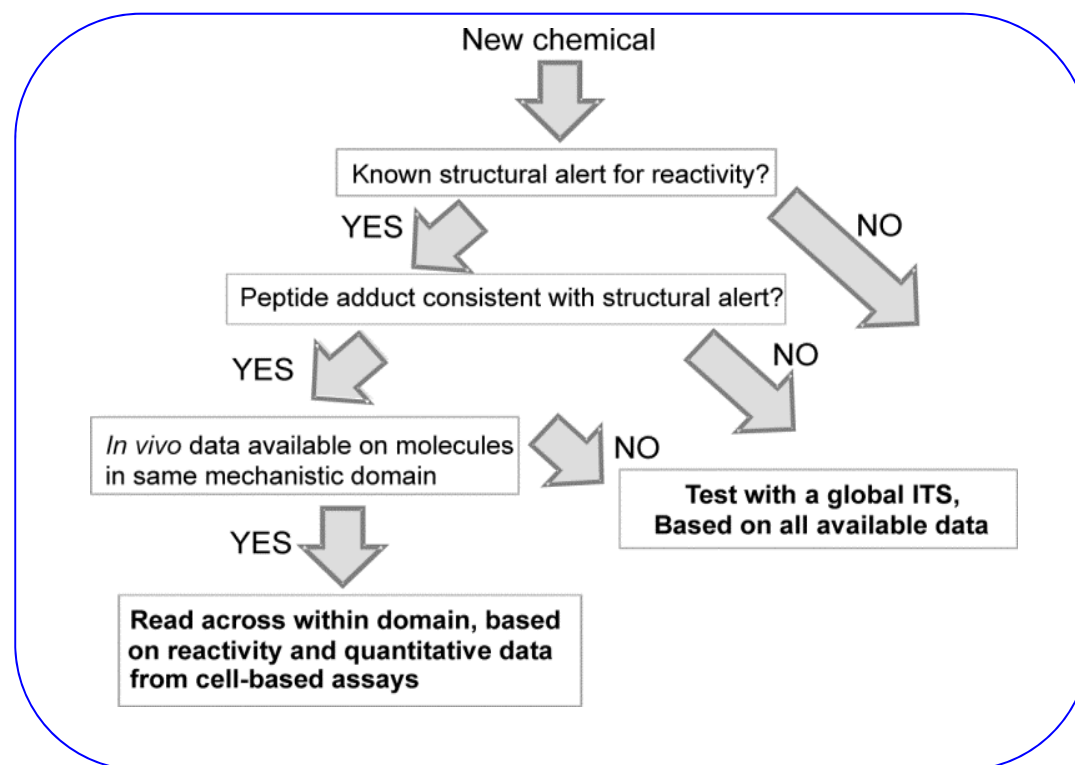 New chemical
Known structural alert for reactivity?
YES
NO
Peptide adduct consistent with structural alert?
YES
NO
In vivo data available on molecules
in same mechanistic domain
NO
Test with a global ITS,
Based on all available data
YES
Read across within domain, based
on reactivity and quantitative data
from cell-based assays